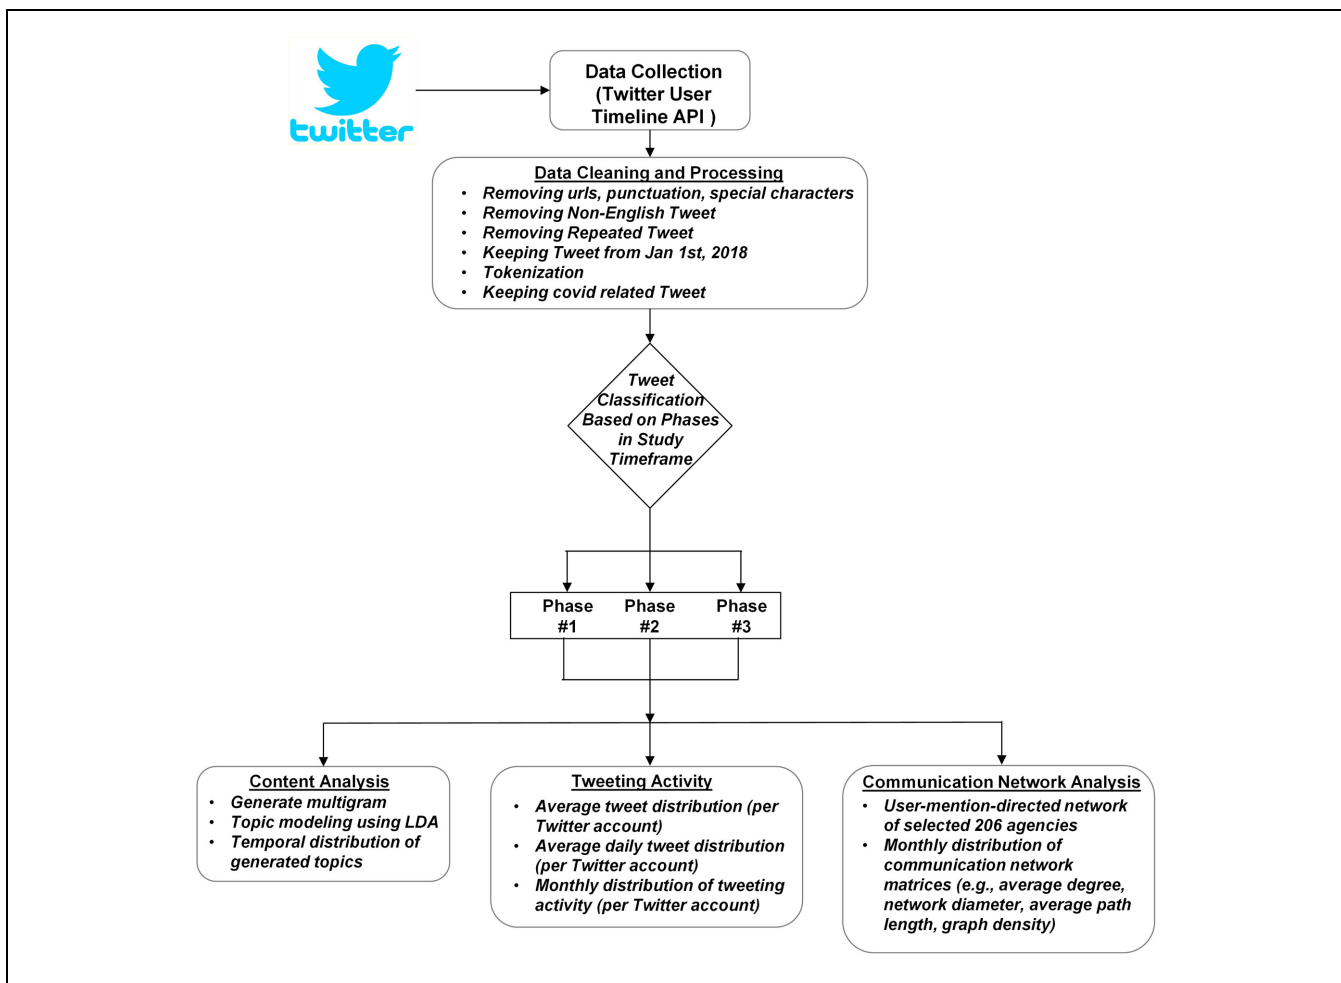 twitter
Data Collection
(Twitter User
Timeline API )
Data Cleaning and Processing
• Removing urls, punctuation, special characters
• Removing Non-English Tweet
• Removing Repeated Tweet
• Keeping Tweet from Jan 1st, 2018
• Tokenization
• Keeping covid related Tweet
Tweet
Classification
Based on Phases
in Study
Timeframe
Phase
#1
Phase
#2
Phase
#3
Content Analysis
• Generate multigram
• Topic modeling using LDA
• Temporal distribution of
generated topics
Tweeting Activity
• Average tweet distribution (per
Twitter account)
• Average daily tweet distribution
(per Twitter account)
• Monthly distribution of tweeting
activity (per Twitter account)
Communication Network Analysis
• User-mention-directed network
of selected 206 agencies
• Monthly distribution of
communication network
matrices (e.g., average degree,
network diameter, average path
length, graph density)